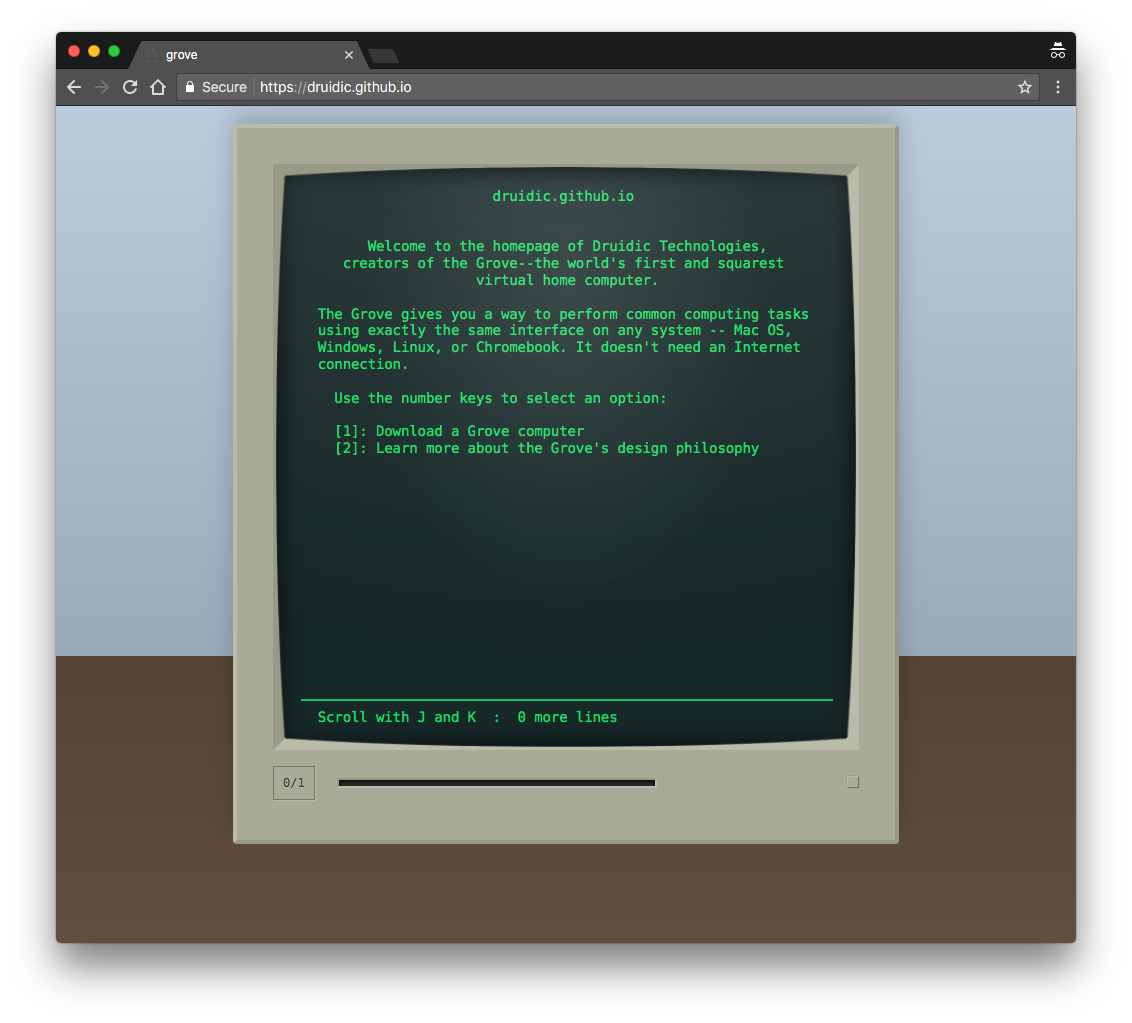 grove
Secure https://druidic.github.io
druidic.github.io
Welcome to the homepage of Druidic Technologies,
creators of the Grove--the world's first and squarest
virtual home computer.
The Grove gives you a way to perform common computing tasks
using exactly the same interface on any system -- Mac OS,
Windows, Linux, or Chromebook. It doesn't need an Internet
connection.
Use the number keys to select an option:
[1]: Download a Grove computer
[2]: Learn more about the Grove's design philosophy
Scroll with J and K : 0 more lines
0/1